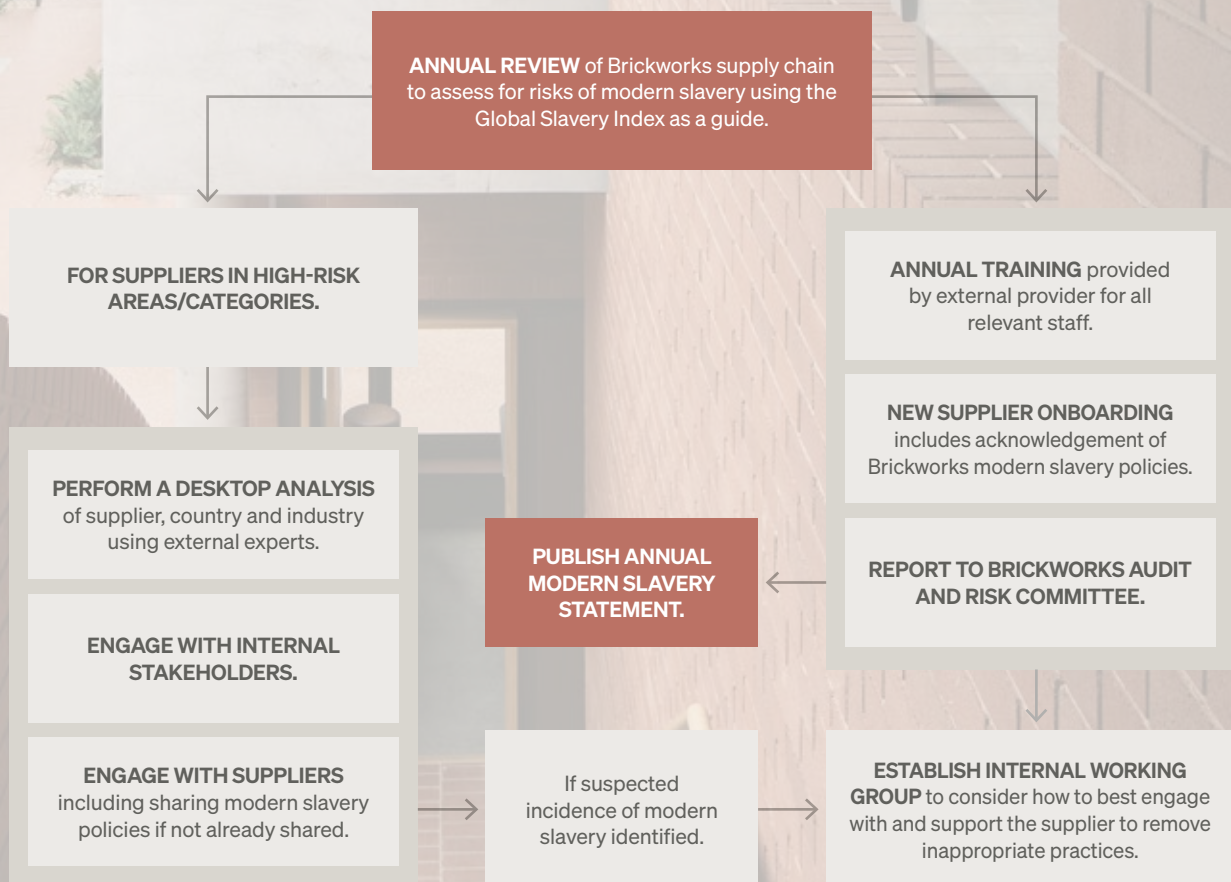 ANNUAL REVIEW of Brickworks supply chain
to assess for risks of modern slavery using the
Global Slavery Index as a guide.
FOR SUPPLIERS IN HIGH-RISK
AREAS/CATEGORIES.
PERFORM A DESKTOP ANALYSIS
of supplier, country and industry
using external experts.
ENGAGE WITH INTERNAL
STAKEHOLDERS.
ENGAGE WITH SUPPLIERS
including sharing modern slavery
policies if not already shared.
If suspected
incidence of modern
slavery identified.
ANNUAL TRAINING provided
by external provider for all
relevant staff.
NEW SUPPLIER ONBOARDING
includes acknowledgement of
Brickworks modern slavery policies.
REPORT TO BRICKWORKS AUDIT
AND RISK COMMITTEE.
PUBLISH ANNUAL
MODERN SLAVERY
STATEMENT.
ESTABLISH INTERNAL WORKING
GROUP to consider how to best engage
with and support the supplier to remove
inappropriate practices.